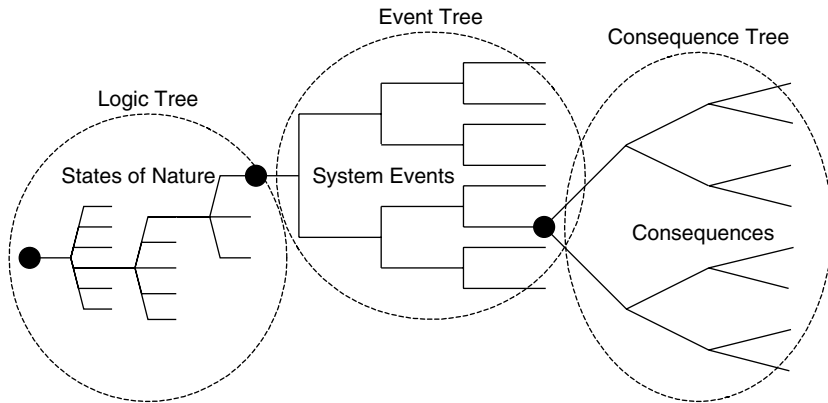 Event Tree
Consequence Tree
Logic Tree
States of Nature
System Events
Consequences